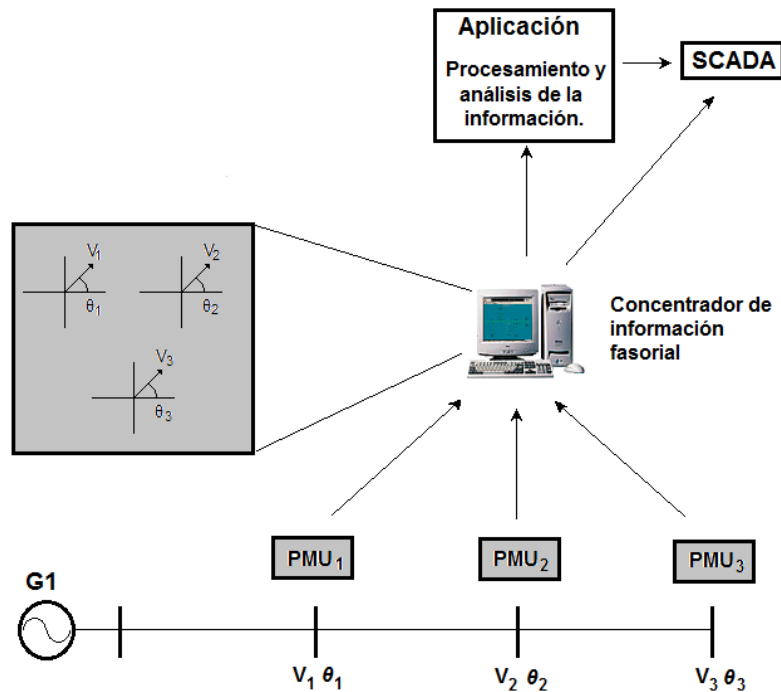 Aplicación
Procesamiento y
análisis de la
información.
SCADA
V₁
θ₁
V₂
θ₂
V₃
θ₃
Concentrador de
información
fasorial
PMU₁
PMU₂
PMU₃
G1
V₁ θ₁
V₂ θ₂
V₃ θ₃